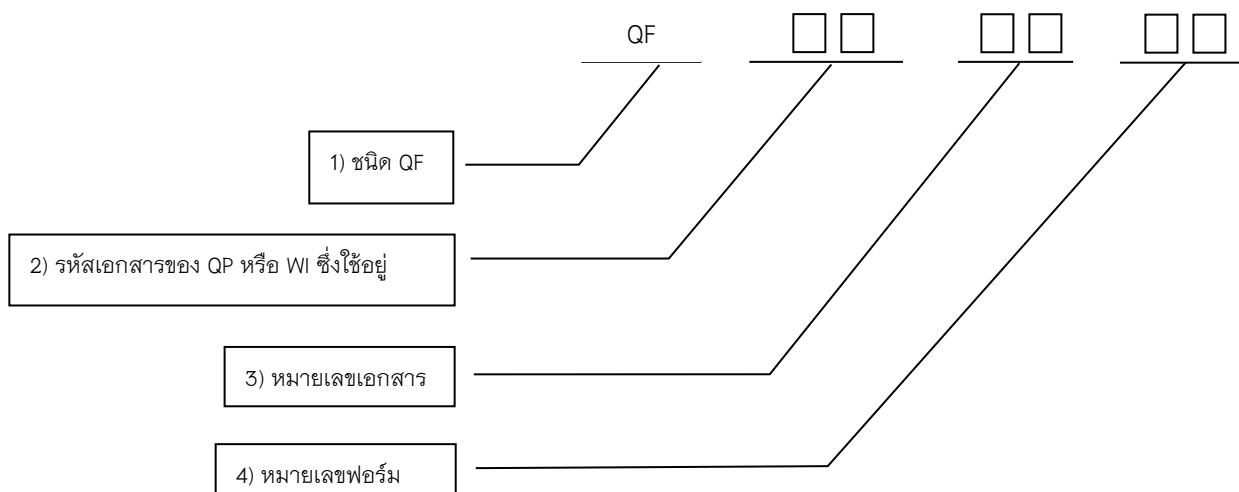 QF
1) ชนิด QF
2) รหัสเอกสารของ QP หรือ WI ซึ่งใช้อยู่
3) หมายเลขเอกสาร
4) หมายเลขฟอร์ม